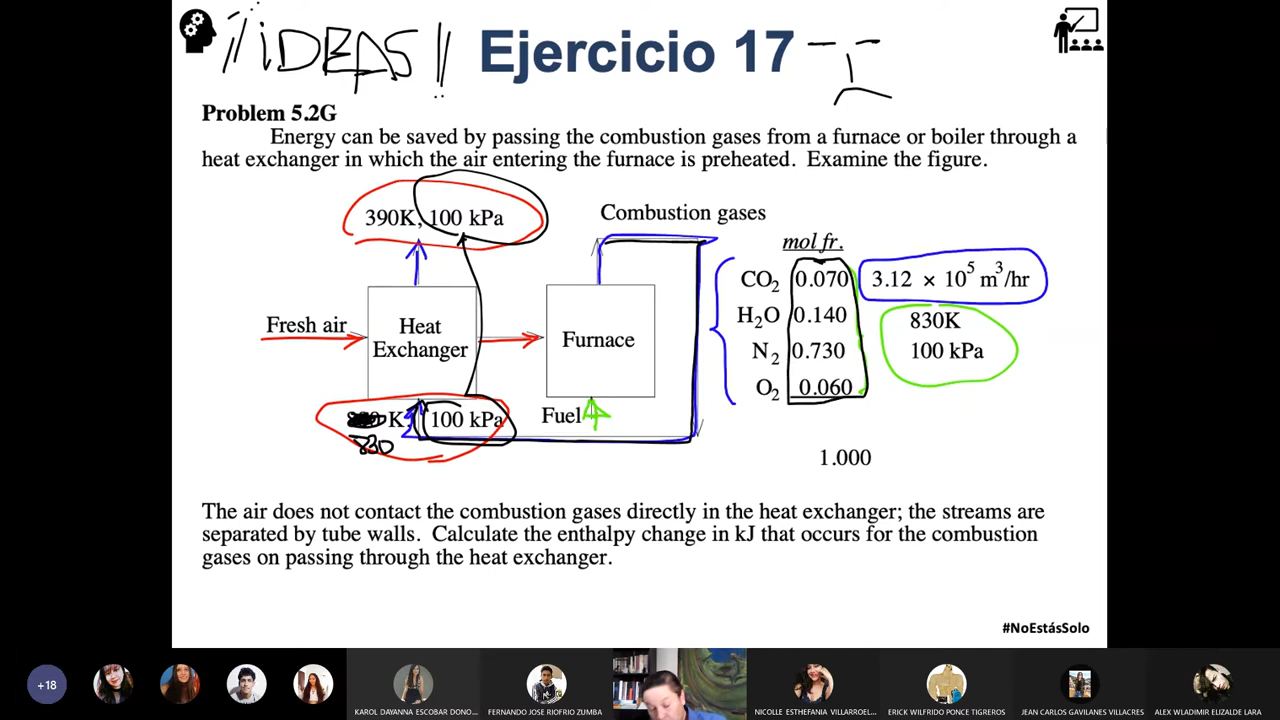 ¡¡iDEAS!!
Ejercicio 17
Problem 5.2G
Energy can be saved by passing the combustion gases from a furnace or boiler through a
heat exchanger in which the air entering the furnace is preheated. Examine the figure.
390K, 100 kPa
Combustion gases
mol fr.
CO2 0.070 3.12 × 10^5 m^3/hr
H2O 0.140 830K
N2 0.730 100 kPa
O2 0.060
1.000
Fresh air
Heat
Exchanger
Furnace
K, 100 kPa
830
Fuel
The air does not contact the combustion gases directly in the heat exchanger; the streams are
separated by tube walls. Calculate the enthalpy change in kJ that occurs for the combustion
gases on passing through the heat exchanger.
#NoEstásSolo
+18
KAROL DAYANNA ESCOBAR DONO...
FERNANDO JOSE RIOFRIO ZUMBA
NICOLLE ESTHEFANIA VILLARROEL...
ERICK WILFRIDO PONCE TIGREROS
JEAN CARLOS GAVILANES VILLACRES
ALEX WLADIMIR ELIZALDE LARA